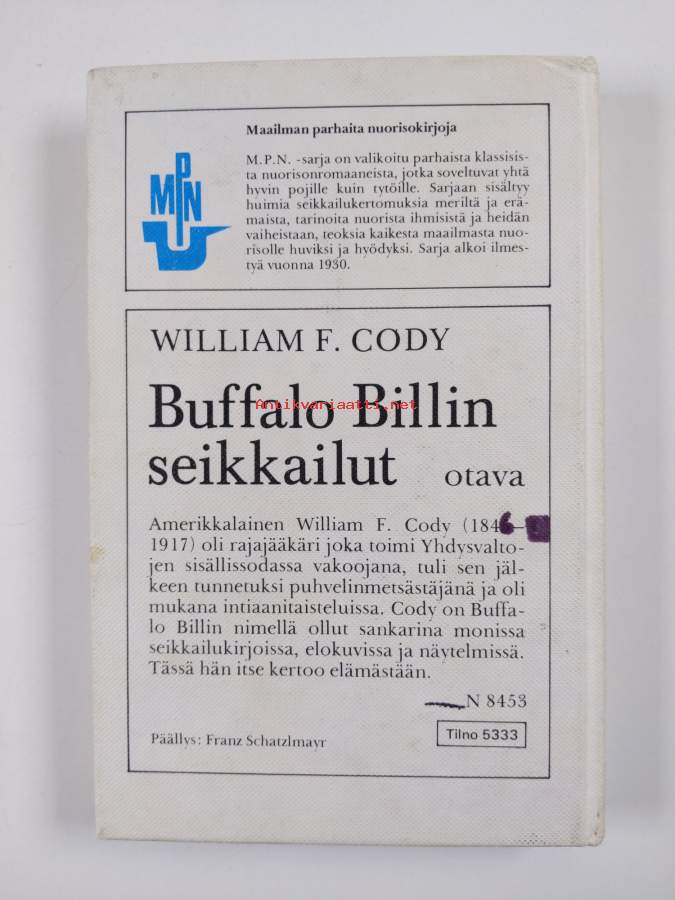 Maailman parhaita nuorisokirjoja
MPN
M.P.N. -sarja on valikoitu parhaista klassisis-
ta nuorisonromaaneista, jotka soveltuvat yhtä
hyvin pojille kuin tytöille. Sarjaan sisältyy
huimia seikkailukertomuksia meriltä ja erä-
maista, tarinoita nuorista ihmisistä ja heidän
vaiheistaan, teoksia kaikesta maailmasta nuo-
risolle huviksi ja hyödyksi. Sarja alkoi ilmes-
tyä vuonna 1930.
WILLIAM F. CODY
Buffalo Billin
Antikvariaatti.net
seikkailut otava
Amerikkalainen William F. Cody (1846–
1917) oli rajajääkäri joka toimi Yhdysvalto-
jen sisällissodassa vakoojana, tuli sen jäl-
keen tunnetuksi puhvelinmetsästäjänä ja oli
mukana intiaanitaisteluissa. Cody on Buffa-
lo Billin nimellä ollut sankarina monissa
seikkailukirjoissa, elokuvissa ja näytelmissä.
Tässä hän itse kertoo elämästään.
N 8453
Päällys: Franz Schatzlmayr
Tilno 5333